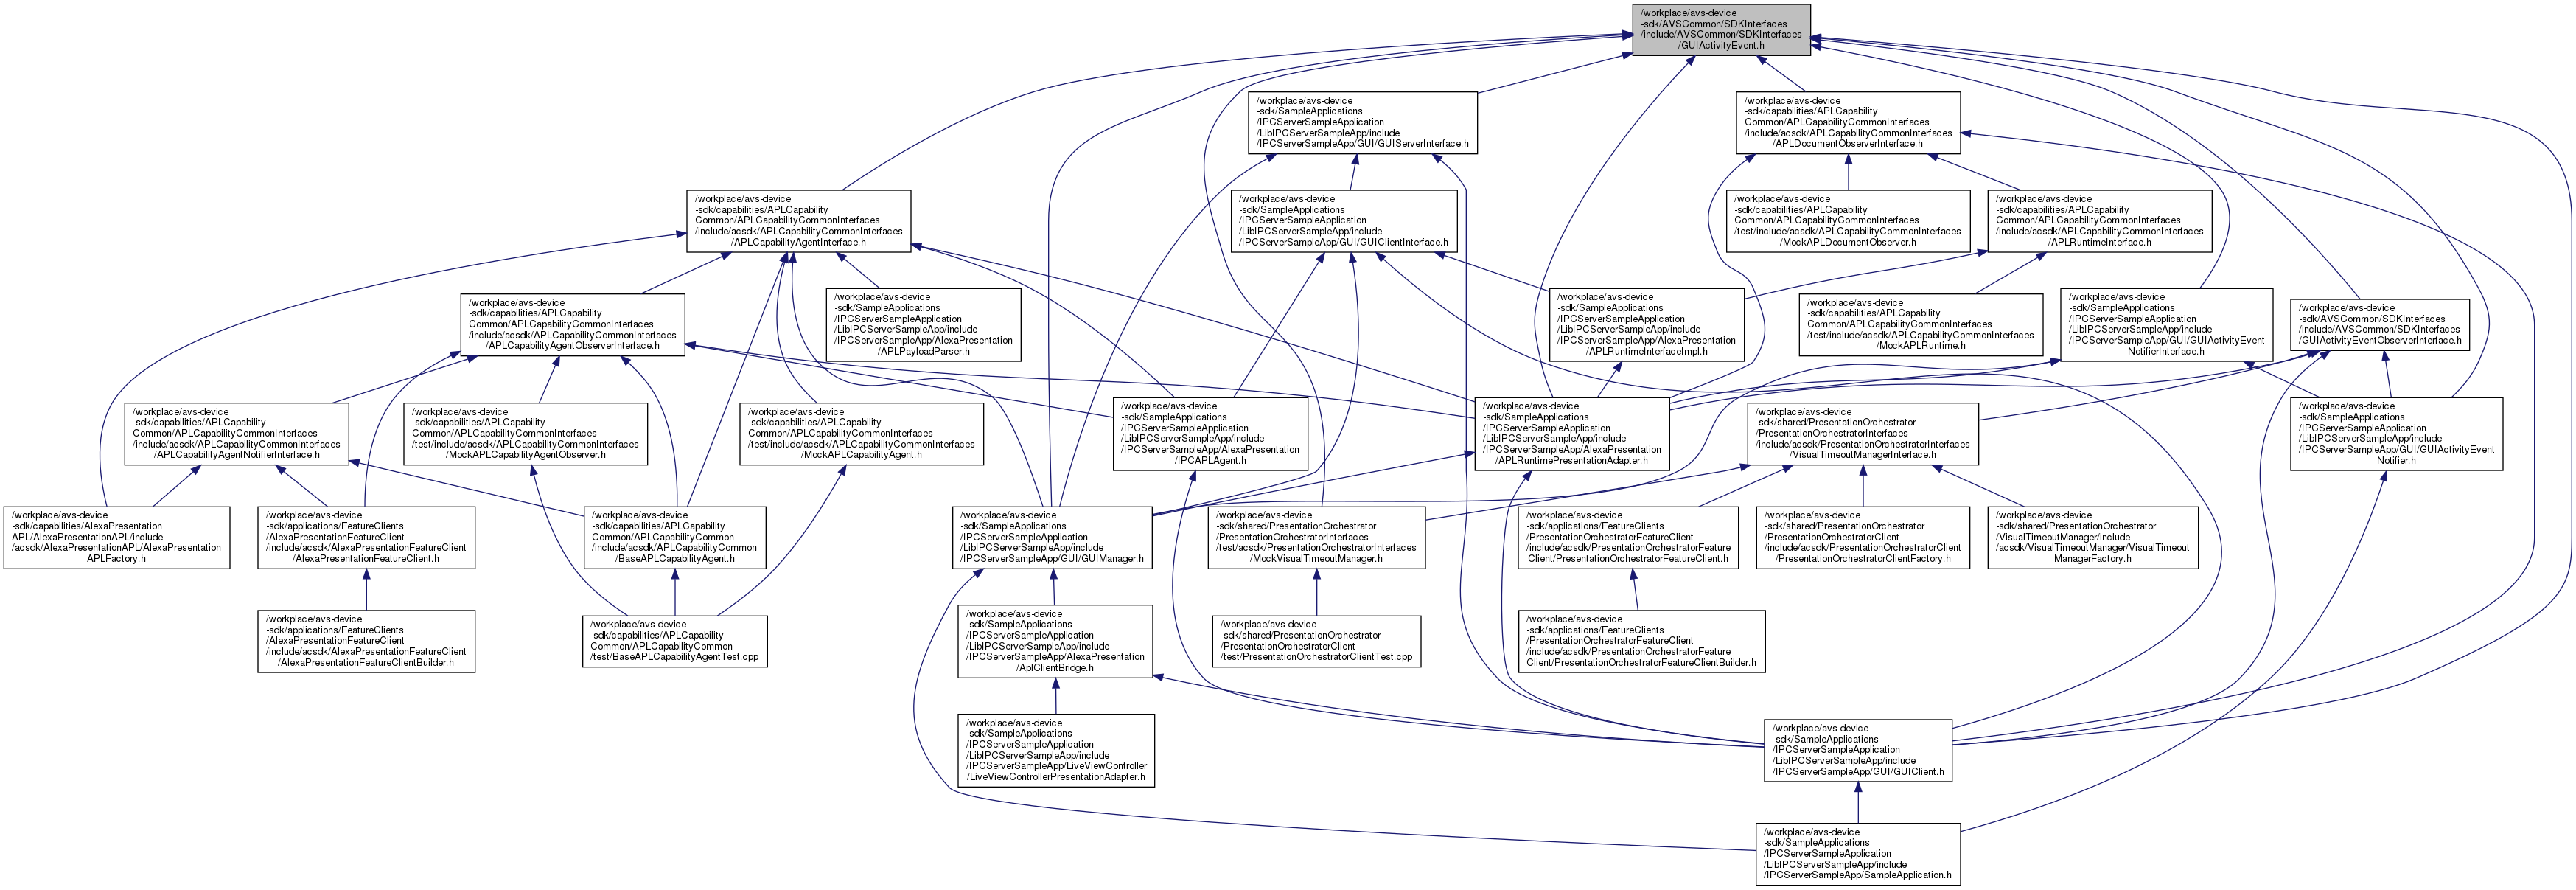 /workplace/avs-device
-sdk/AVSCommon/SDKInterfaces
/include/AVSCommon/SDKInterfaces
/GUIActivityEvent.h
/workplace/avs-device
-sdk/SampleApplications
/IPCServerSampleApplication
/LibIPCServerSampleApp/include
/IPCServerSampleApp/GUI/GUIServerInterface.h
/workplace/avs-device
-sdk/capabilities/APLCapability
Common/APLCapabilityCommonInterfaces
/include/acsdk/APLCapabilityCommonInterfaces
/APLDocumentObserverInterface.h
/workplace/avs-device
-sdk/capabilities/APLCapability
Common/APLCapabilityCommonInterfaces
/include/acsdk/APLCapabilityCommonInterfaces
/APLCapabilityAgentInterface.h
/workplace/avs-device
-sdk/SampleApplications
/IPCServerSampleApplication
/LibIPCServerSampleApp/include
/IPCServerSampleApp/GUI/GUIClientInterface.h
/workplace/avs-device
-sdk/capabilities/APLCapability
Common/APLCapabilityCommonInterfaces
/test/include/acsdk/APLCapabilityCommonInterfaces
/MockAPLDocumentObserver.h
/workplace/avs-device
-sdk/capabilities/APLCapability
Common/APLCapabilityCommonInterfaces
/include/acsdk/APLCapabilityCommonInterfaces
/APLRuntimeInterface.h
/workplace/avs-device
-sdk/capabilities/APLCapability
Common/APLCapabilityCommonInterfaces
/include/acsdk/APLCapabilityCommonInterfaces
/APLCapabilityAgentObserverInterface.h
/workplace/avs-device
-sdk/SampleApplications
/IPCServerSampleApplication
/LibIPCServerSampleApp/include
/IPCServerSampleApp/AlexaPresentation
/APLPayloadParser.h
/workplace/avs-device
-sdk/SampleApplications
/IPCServerSampleApplication
/LibIPCServerSampleApp/include
/IPCServerSampleApp/AlexaPresentation
/APLRuntimeInterfaceImpl.h
/workplace/avs-device
-sdk/capabilities/APLCapability
Common/APLCapabilityCommonInterfaces
/test/include/acsdk/APLCapabilityCommonInterfaces
/MockAPLRuntime.h
/workplace/avs-device
-sdk/SampleApplications
/IPCServerSampleApplication
/LibIPCServerSampleApp/include
/IPCServerSampleApp/GUI/GUIActivityEvent
NotifierInterface.h
/workplace/avs-device
-sdk/AVSCommon/SDKInterfaces
/include/AVSCommon/SDKInterfaces
/GUIActivityEventObserverInterface.h
/workplace/avs-device
-sdk/capabilities/APLCapability
Common/APLCapabilityCommonInterfaces
/include/acsdk/APLCapabilityCommonInterfaces
/APLCapabilityAgentNotifierInterface.h
/workplace/avs-device
-sdk/capabilities/APLCapability
Common/APLCapabilityCommonInterfaces
/test/include/acsdk/APLCapabilityCommonInterfaces
/MockAPLCapabilityAgentObserver.h
/workplace/avs-device
-sdk/capabilities/APLCapability
Common/APLCapabilityCommonInterfaces
/test/include/acsdk/APLCapabilityCommonInterfaces
/MockAPLCapabilityAgent.h
/workplace/avs-device
-sdk/SampleApplications
/IPCServerSampleApplication
/LibIPCServerSampleApp/include
/IPCServerSampleApp/AlexaPresentation
/IPCAPLAgent.h
/workplace/avs-device
-sdk/SampleApplications
/IPCServerSampleApplication
/LibIPCServerSampleApp/include
/IPCServerSampleApp/AlexaPresentation
/APLRuntimePresentationAdapter.h
/workplace/avs-device
-sdk/shared/PresentationOrchestrator
/PresentationOrchestratorInterfaces
/include/acsdk/PresentationOrchestratorInterfaces
/VisualTimeoutManagerInterface.h
/workplace/avs-device
-sdk/SampleApplications
/IPCServerSampleApplication
/LibIPCServerSampleApp/include
/IPCServerSampleApp/GUI/GUIActivityEvent
Notifier.h
/workplace/avs-device
-sdk/capabilities/AlexaPresentation
APL/AlexaPresentationAPL/include
/acsdk/AlexaPresentationAPL/AlexaPresentation
APLFactory.h
/workplace/avs-device
-sdk/applications/FeatureClients
/AlexaPresentationFeatureClient
/include/acsdk/AlexaPresentationFeatureClient
/AlexaPresentationFeatureClient.h
/workplace/avs-device
-sdk/capabilities/APLCapability
Common/APLCapabilityCommon
/include/acsdk/APLCapabilityCommon
/BaseAPLCapabilityAgent.h
/workplace/avs-device
-sdk/SampleApplications
/IPCServerSampleApplication
/LibIPCServerSampleApp/include
/IPCServerSampleApp/GUI/GUIManager.h
/workplace/avs-device
-sdk/shared/PresentationOrchestrator
/PresentationOrchestratorInterfaces
/test/acsdk/PresentationOrchestratorInterfaces
/MockVisualTimeoutManager.h
/workplace/avs-device
-sdk/applications/FeatureClients
/PresentationOrchestratorFeatureClient
/include/acsdk/PresentationOrchestratorFeature
Client/PresentationOrchestratorFeatureClient.h
/workplace/avs-device
-sdk/shared/PresentationOrchestrator
/PresentationOrchestratorClient
/include/acsdk/PresentationOrchestratorClient
/PresentationOrchestratorClientFactory.h
/workplace/avs-device
-sdk/shared/PresentationOrchestrator
/VisualTimeoutManager/include
/acsdk/VisualTimeoutManager/VisualTimeout
ManagerFactory.h
/workplace/avs-device
-sdk/applications/FeatureClients
/AlexaPresentationFeatureClient
/include/acsdk/AlexaPresentationFeatureClient
/AlexaPresentationFeatureClientBuilder.h
/workplace/avs-device
-sdk/capabilities/APLCapability
Common/APLCapabilityCommon
/test/BaseAPLCapabilityAgentTest.cpp
/workplace/avs-device
-sdk/SampleApplications
/IPCServerSampleApplication
/LibIPCServerSampleApp/include
/IPCServerSampleApp/AlexaPresentation
/AplClientBridge.h
/workplace/avs-device
-sdk/shared/PresentationOrchestrator
/PresentationOrchestratorClient
/test/PresentationOrchestratorClientTest.cpp
/workplace/avs-device
-sdk/applications/FeatureClients
/PresentationOrchestratorFeatureClient
/include/acsdk/PresentationOrchestratorFeature
Client/PresentationOrchestratorFeatureClientBuilder.h
/workplace/avs-device
-sdk/SampleApplications
/IPCServerSampleApplication
/LibIPCServerSampleApp/include
/IPCServerSampleApp/LiveViewController
/LiveViewControllerPresentationAdapter.h
/workplace/avs-device
-sdk/SampleApplications
/IPCServerSampleApplication
/LibIPCServerSampleApp/include
/IPCServerSampleApp/GUI/GUIClient.h
/workplace/avs-device
-sdk/SampleApplications
/IPCServerSampleApplication
/LibIPCServerSampleApp/include
/IPCServerSampleApp/SampleApplication.h